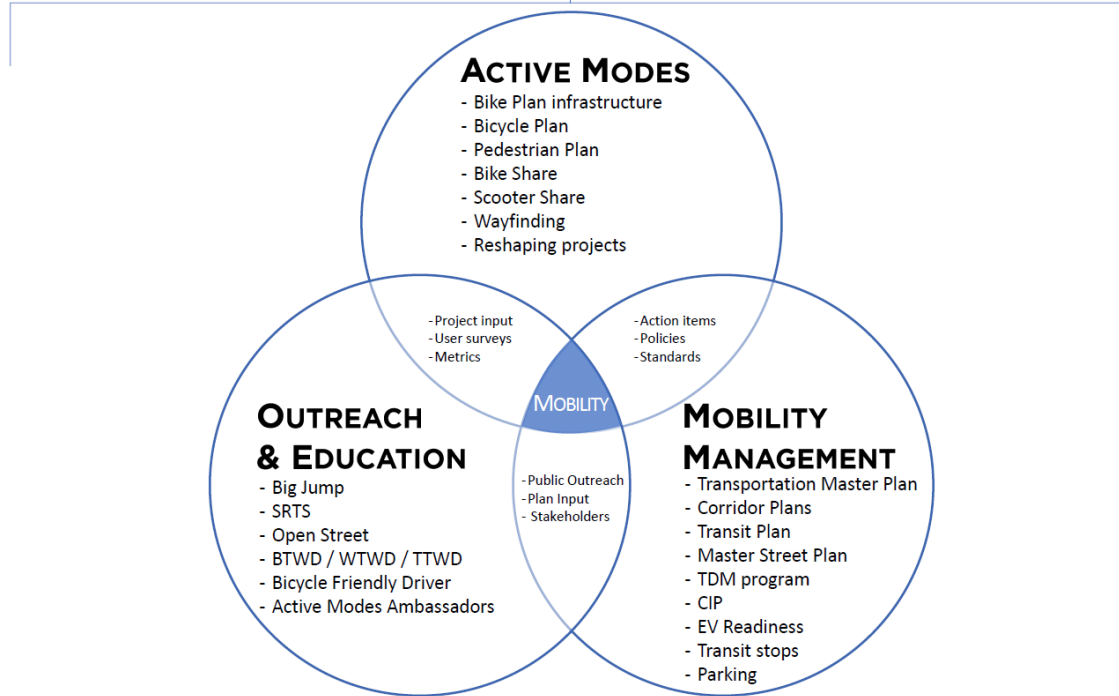 ACTIVE MODES
- Bike Plan infrastructure
- Bicycle Plan
- Pedestrian Plan
- Bike Share
- Scooter Share
- Wayfinding
- Reshaping projects
- Project input
- User surveys
- Metrics
- Action items
- Policies
- Standards
MOBILITY
OUTREACH
& EDUCATION
- Big Jump
- SRTS
- Open Street
- BTWD / WTWD / TTWD
- Bicycle Friendly Driver
- Active Modes Ambassadors
- Public Outreach
- Plan Input
- Stakeholders
MOBILITY
MANAGEMENT
- Transportation Master Plan
- Corridor Plans
- Transit Plan
- Master Street Plan
- TDM program
- CIP
- EV Readiness
- Transit stops
- Parking